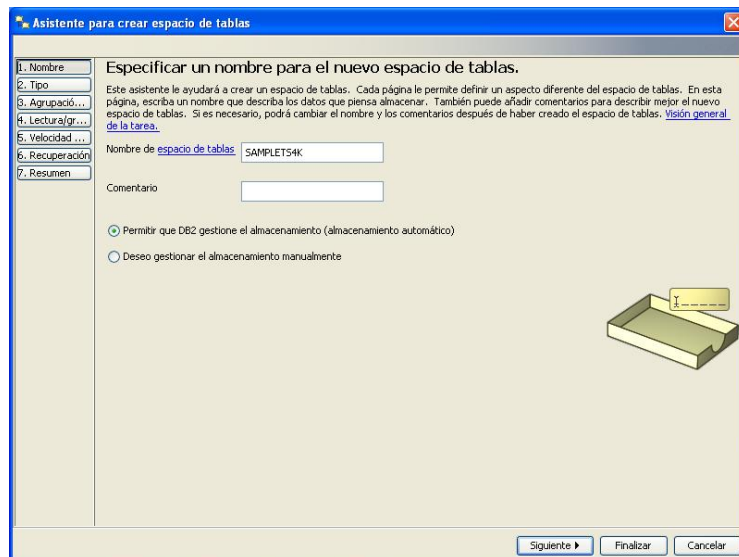 Asistente para crear espacio de tablas
1. Nombre
2. Tipo
3. Agrupació...
4. Lectura/gr...
5. Velocidad ...
6. Recuperación
7. Resumen
Especificar un nombre para el nuevo espacio de tablas.
Este asistente le ayudará a crear un espacio de tablas. Cada página le permite definir un aspecto diferente del espacio de tablas. En esta
página, escriba un nombre que describa los datos que piensa almacenar. También puede añadir comentarios para describir mejor el nuevo
espacio de tablas. Si es necesario, podrá cambiar el nombre y los comentarios después de haber creado el espacio de tablas. Visión general
de la tarea.
Nombre de espacio de tablas SAMPLETS4K
Comentario
Permitir que DB2 gestione el almacenamiento (almacenamiento automático)
Deseo gestionar el almacenamiento manualmente
Siguiente Finalizar Cancelar